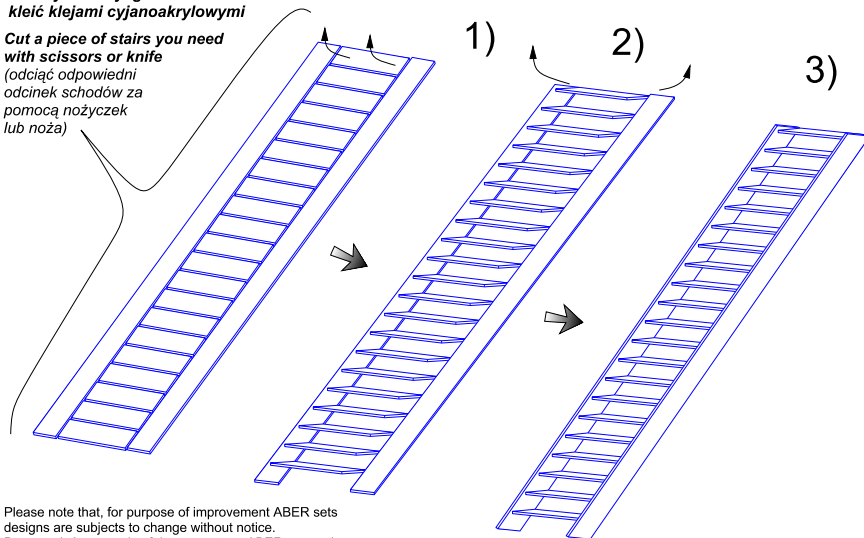 kleić klejami cyjanoakrylowymi
Cut a piece of stairs you need
with scissors or knife
(odciąć odpowiedni
odcinek schodów za
pomocą nożyczek
lub noża)
1)
2)
3)
Please note that, for purpose of improvement ABER sets
designs are subjects to change without notice.